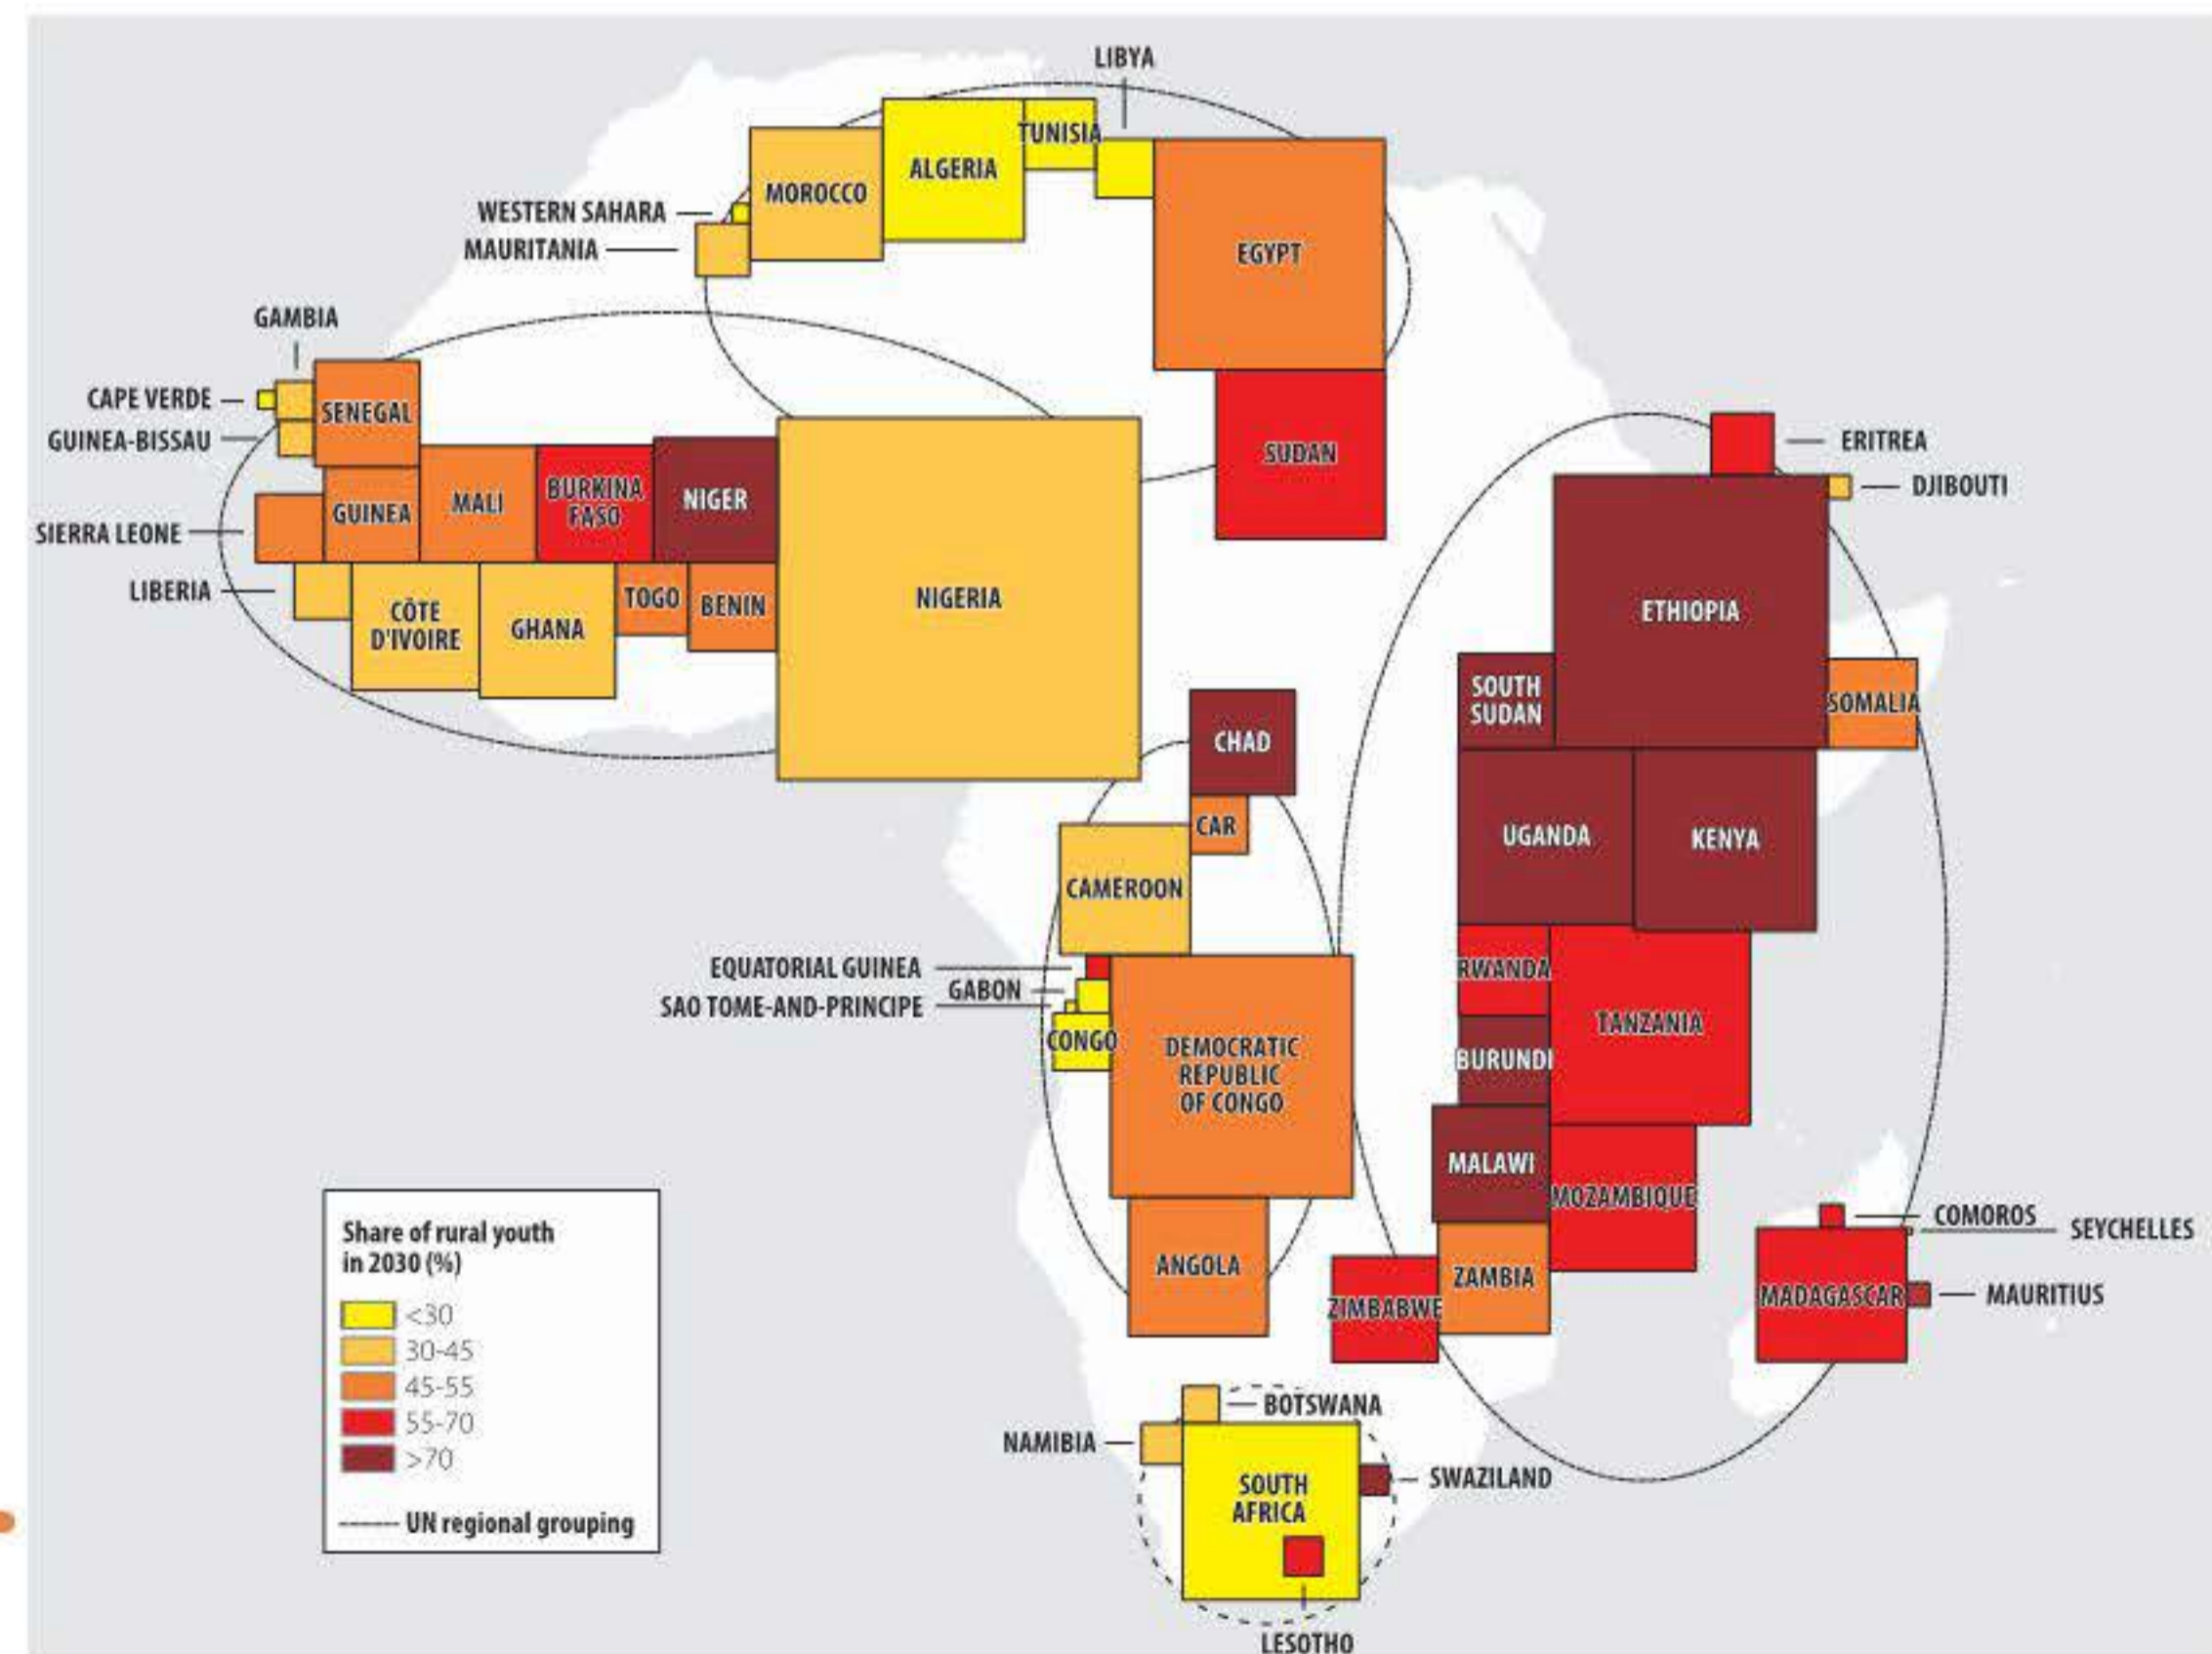 LIBYA
TUNISIA
ALGERIA
MOROCCO
WESTERN SAHARA
MAURITANIA
EGYPT
GAMBIA
CAPE VERDE
SENEGAL
GUINEA-BISSAU
SUDAN
ERITREA
DJIBOUTI
BURKINA
FASO
NIGER
MALI
GUINEA
SIERRA LEONE
LIBERIA
CÔTE
D'IVOIRE
GHANA
TOGO
BENIN
NIGERIA
ETHIOPIA
SOUTH
SUDAN
SOMALIA
CHAD
CAR
UGANDA
KENYA
CAMEROON
EQUATORIAL GUINEA
GABON
SAO TOME-AND-PRINCIPE
CONGO
DEMOCRATIC
REPUBLIC
OF CONGO
RWANDA
TANZANIA
BURUNDI
MALAWI
MOZAMBIQUE
ANGOLA
ZAMBIA
ZIMBABWE
COMOROS
SEYCHELLES
MADAGASCAR
MAURITIUS
BOTSWANA
NAMIBIA
SOUTH
AFRICA
SWAZILAND
LESOTHO
Share of rural youth
in 2030 (%)
<30
30-45
45-55
55-70
>70
UN regional grouping